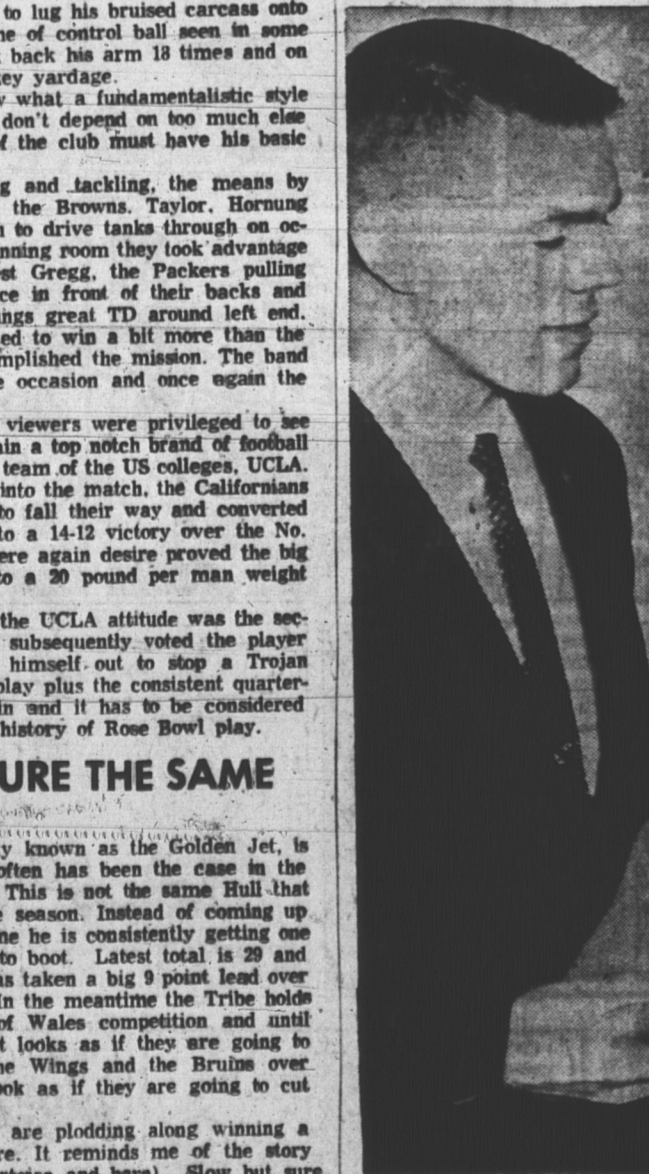 to lug his bruised carcass onto
ne of control ball seen in some
back his arm 18 times and on
key yardage.
w what a fundamentalistic style
don't depend on too much else
f the club must have his basic
g and tackling, the means by
the Browns. Taylor, Hornung
n to drive tanks through on oc-
nning room they took advantage
st Gregg, the Packers pulling
ce in front of their backs and
ings great TD around left end.
ed to win a bit more than the
mplished the mission. The band
e occasion and once again the
viewers were privileged to see
ain a top notch brand of football
team of the US colleges, UCLA.
into the match, the Californians
to fall their way and converted
to a 14-12 victory over the No.
ere again desire proved the big
to a 20 pound per man weight
the UCLA attitude was the sec-
subsequently voted the player
himself out to stop a Trojan
play plus the consistent quarter-
in and it has to be considered
history of Rose Bowl play.
URE THE SAME
y known as the Golden Jet, is
often has been the case in the
This is not the same Hull that
e season. Instead of coming up
me he is consistently getting one
to boot. Latest total is 29 and
as taken a big 9 point lead over
In the meantime the Tribe holds
of Wales competition and until
t looks as if they are going to
he Wings and the Bruins over
ook as if they are going to cut
are plodding along winning a
re. It reminds me of the story
and hare). Slow but sure